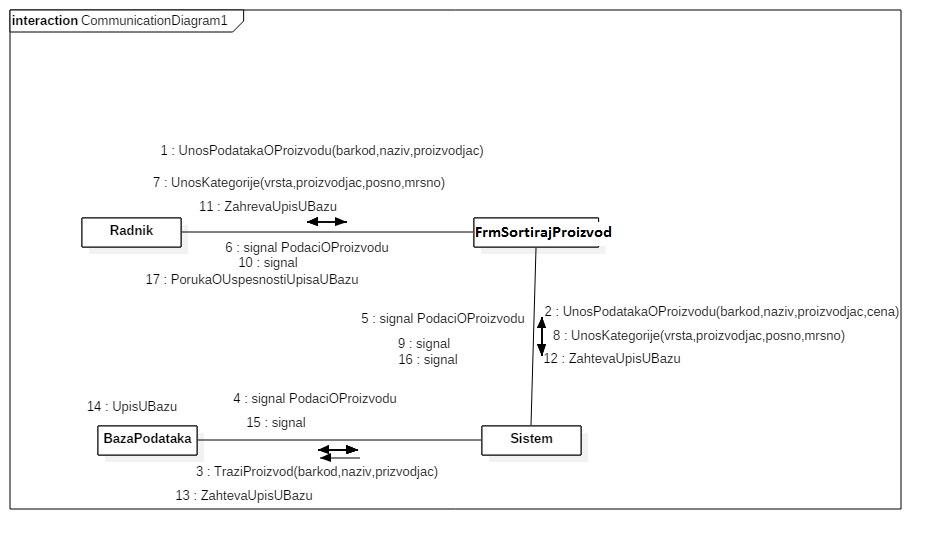 interaction CommunicationDiagram1
1 : UnosPodatakaOProizvodu(barkod,naziv,proizvodjac)
7 : UnosKategorije(vrsta,proizvodjac,posno,mrsno)
11 : ZahrevaUpisUBazu
Radnik
FrmSortirajProizvod
6 : signal PodaciOProizvodu
10 : signal
17 : PorukaOUspesnostiUpisaUBazu
5 : signal PodaciOProizvodu
2 : UnosPodatakaOProizvodu(barkod,naziv,proizvodjac,cena)
9 : signal
8 : UnosKategorije(vrsta,proizvodjac,posno,mrsno)
16 : signal
12 : ZahtevaUpisUBazu
4 : signal PodaciOProizvodu
14 : UpisUBazu
15 : signal
BazaPodataka
Sistem
3 : TraziProizvod(barkod,naziv,prizvodjac)
13 : ZahtevaUpisUBazu